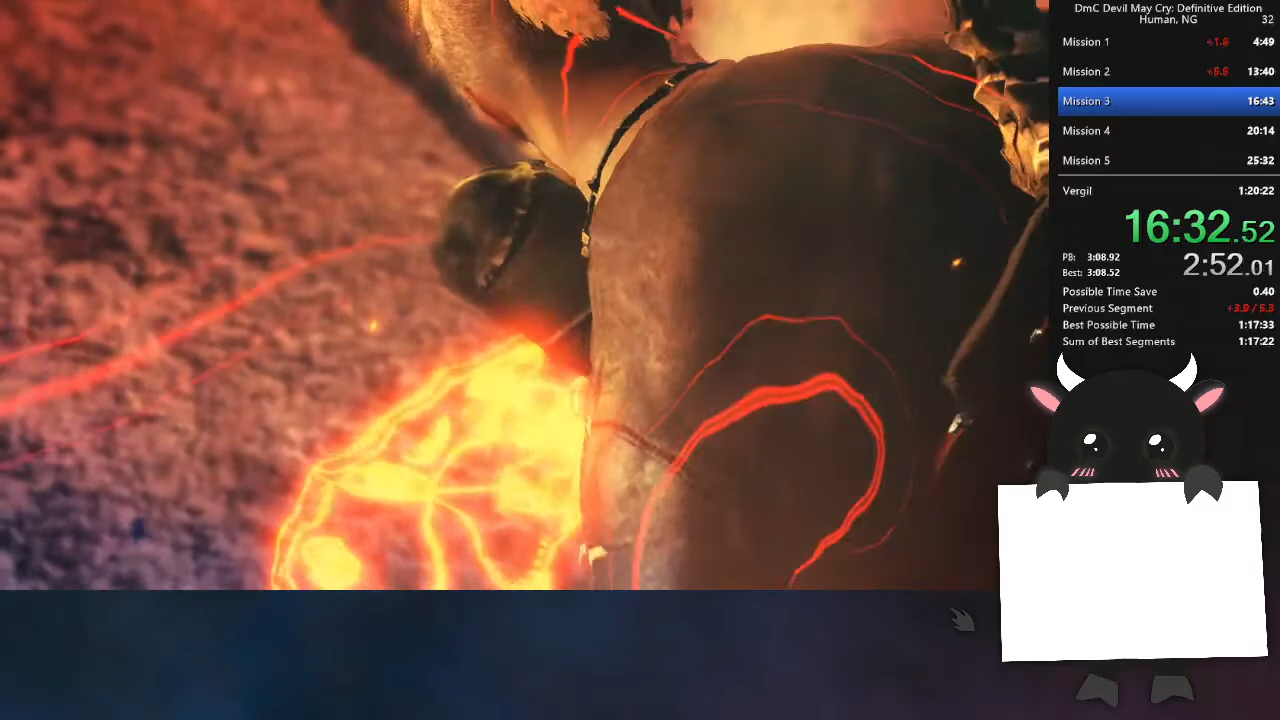 DmC Devil May Cry: Definitive Edition
Human, NG 32
Mission 1 +1.6 4:49
Mission 2 +5.5 13:40
Mission 3 16:43
Mission 4 20:14
Mission 5 25:32
Vergil 1:20:22
16:32.52
PB: 3:08.92
2:52.01
Best: 3:08.52
Possible Time Save 0.40
Previous Segment +3.9 / 5.3
Best Possible Time 1:17:33
Sum of Best Segments 1:17:22